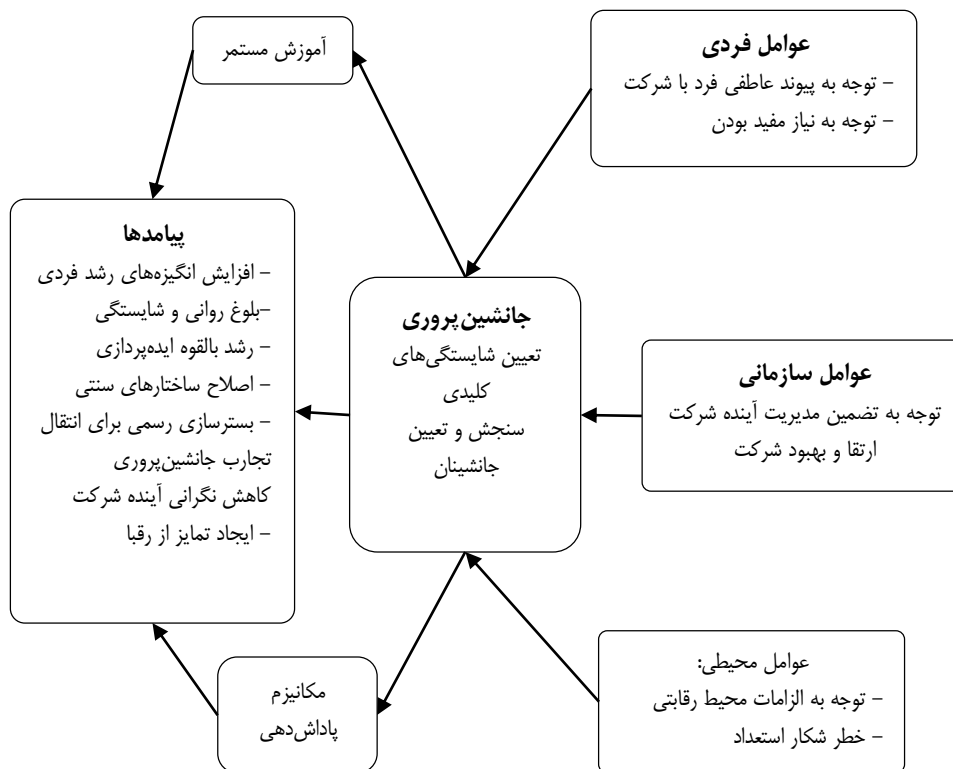 عوامل فردی
- توجه به پیوند عاطفی فرد با شرکت
- توجه به نیاز مفید بودن
عوامل سازمانی
توجه به تضمین مدیریت آینده شرکت
ارتقا و بهبود شرکت
عوامل محیطی:
- توجه به الزامات محیط رقابتی
- خطر شکار استعداد
جانشین‌پروری
تعیین شایستگی‌های
کلیدی
سنجش و تعیین
جانشینان
آموزش مستمر
مکانیزم
پاداش‌دهی
پیامدها
- افزایش انگیزه‌های رشد فردی
-بلوغ روانی و شایستگی
- رشد بالقوه ایده‌پردازی
- اصلاح ساختارهای سنتی
- بسترسازی رسمی برای انتقال
تجارب جانشین‌پروری
کاهش نگرانی آینده شرکت
- ایجاد تمایز از رقبا